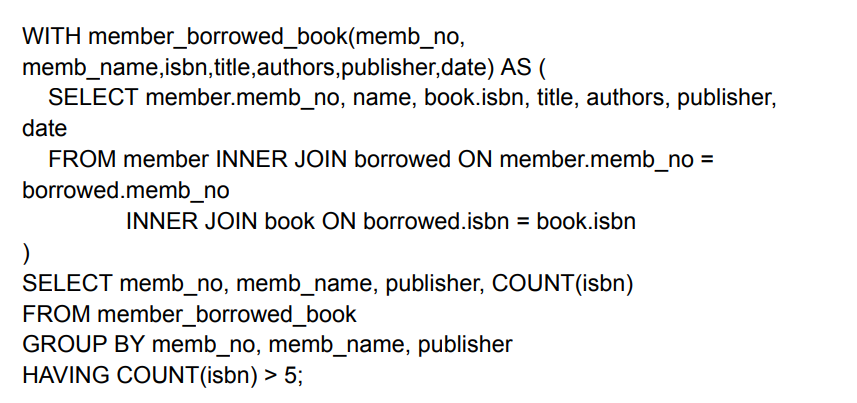 WITH member_borrowed_book(memb_no,
memb_name,isbn,title,authors,publisher,date) AS (
SELECT member.memb_no, name, book.isbn, title, authors, publisher,
date
FROM member INNER JOIN borrowed ON member.memb_no =
borrowed.memb_no
INNER JOIN book ON borrowed.isbn = book.isbn
)
SELECT memb_no, memb_name, publisher, COUNT(isbn)
FROM member_borrowed_book
GROUP BY memb_no, memb_name, publisher
HAVING COUNT(isbn) > 5;